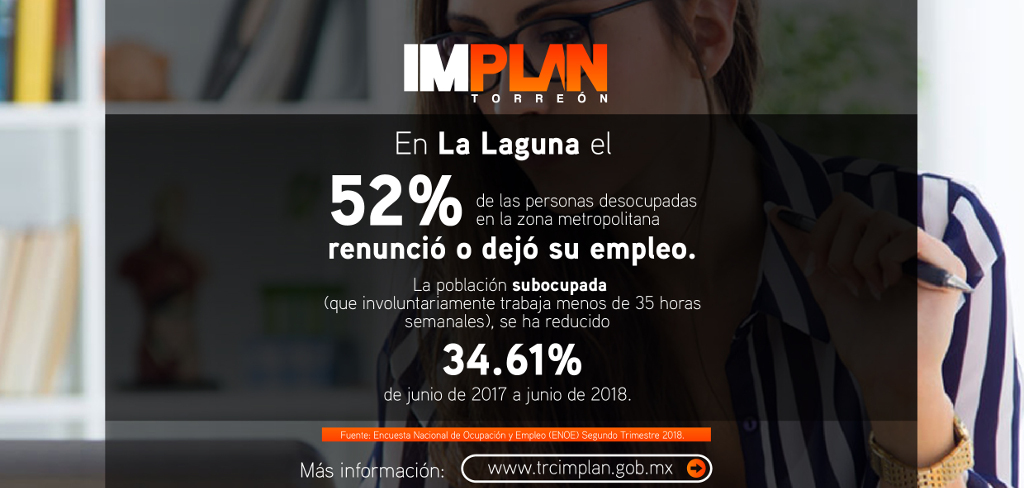 IMPLAN
TORREÓN
En La Laguna el
52% de las personas desocupadas
en la zona metropolitana
renunció o dejó su empleo.
La población subocupada
(que involuntariamente trabaja menos de 35 horas
semanales), se ha reducido
34.61%
de junio de 2017 a junio de 2018.
Fuente: Encuesta Nacional de Ocupación y Empleo (ENOE) Segundo Trimestre 2018.
Más información: www.trcimplan.gob.mx